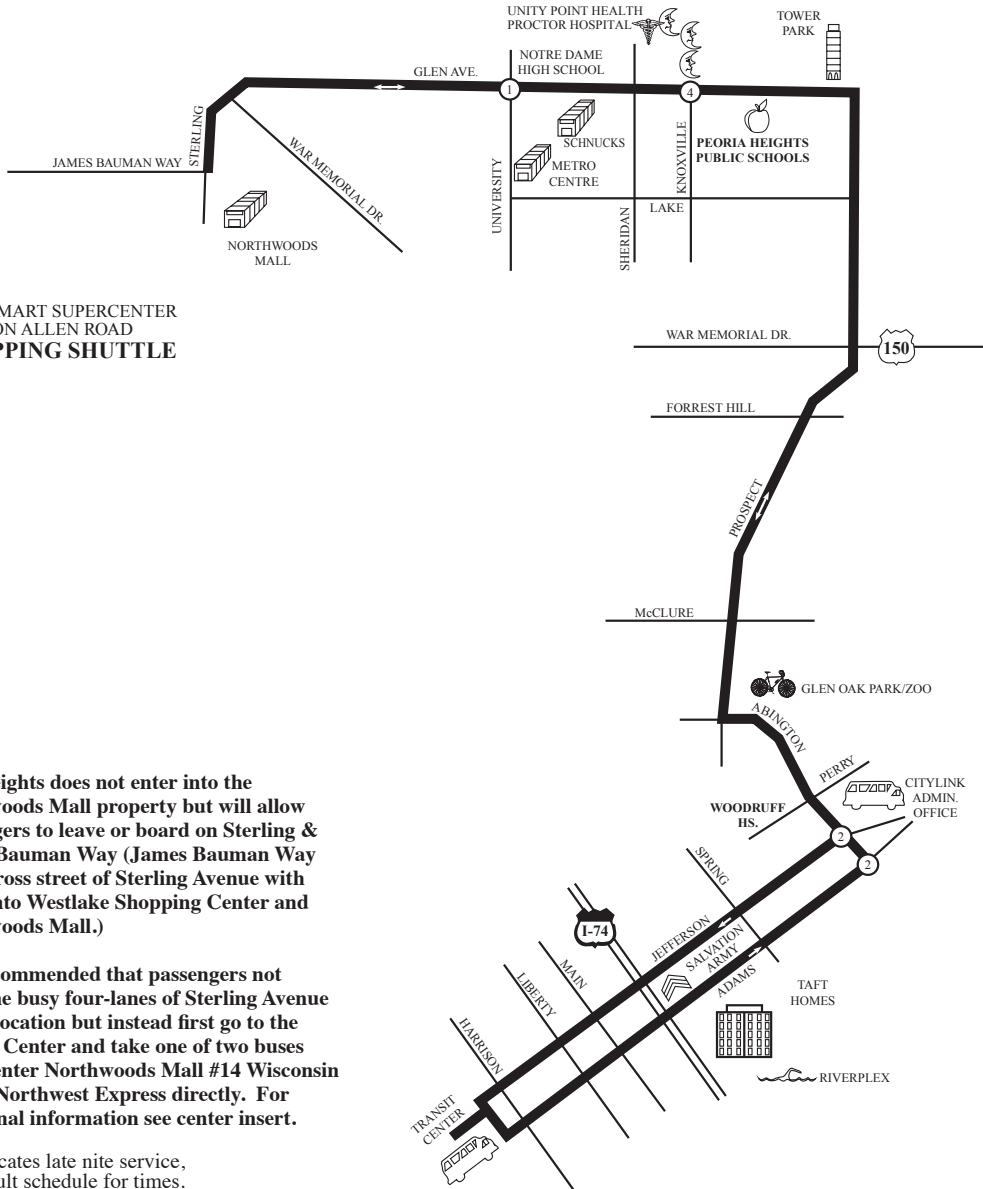 UNITY POINT HEALTH
PROCTOR HOSPITAL
TOWER
PARK
NOTRE DAME
HIGH SCHOOL
GLEN AVE.
1
4
STERLING
SCHNUCKS
PEORIA HEIGHTS
PUBLIC SCHOOLS
KNOXVILLE
JAMES BAUMAN WAY
WAR MEMORIAL DR.
METRO
CENTRE
UNIVERSITY
LAKE
SHERIDAN
NORTHWOODS
MALL
MART SUPERCENTER
ON ALLEN ROAD
PPING SHUTTLE
WAR MEMORIAL DR.
150
FORREST HILL
PROSPECT
McCLURE
GLEN OAK PARK/ZOO
ABINGTON
PERRY
CITYLINK
ADMIN.
OFFICE
WOODRUFF
HS.
2
2
eights does not enter into the
woods Mall property but will allow
gers to leave or board on Sterling &
Bauman Way (James Bauman Way
ross street of Sterling Avenue with
nto Westlake Shopping Center and
woods Mall.)
SPRING
I-74
JEFFERSON
SALVATION
ARMY
ADAMS
MAIN
LIBERTY
HARRISON
TAFT
HOMES
RIVERPLEX
TRANSIT
CENTER
commended that passengers not
he busy four-lanes of Sterling Avenue
ocation but instead first go to the
Center and take one of two buses
enter Northwoods Mall #14 Wisconsin
Northwest Express directly. For
nal information see center insert.
cates late nite service,
ult schedule for times.